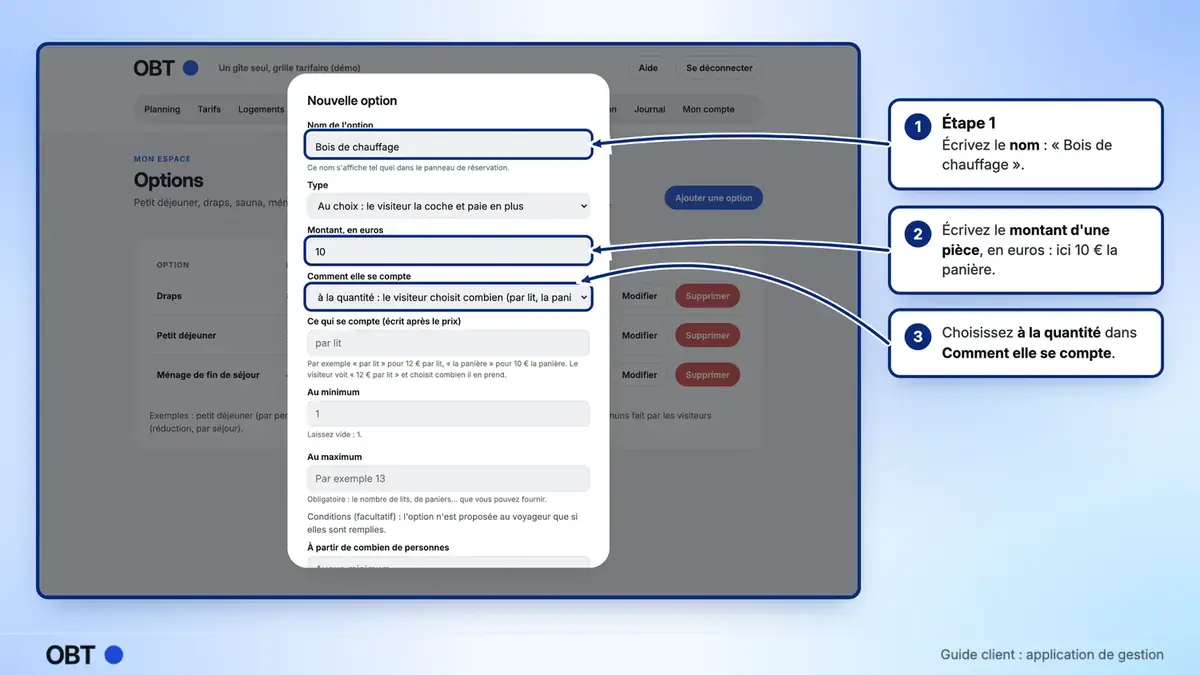 OBT
Un gîte seul, grille tarifaire (démo)
Aide
Se déconnecter
Planning
Tarifs
Logements
Journal
Mon compte
MON ESPACE
Options
Petit déjeuner, draps, sauna,
Ajouter une option
OPTION
Draps
Modifier
Supprimer
Petit déjeuner
Modifier
Supprimer
Ménage de fin de séjour
Modifier
Supprimer
Exemples : petit déjeuner (par
fait par les visiteurs
(réduction, par séjour).
Nouvelle option
Nom de l'option
Bois de chauffage
Ce nom s'affiche tel quel dans le panneau de réservation.
Type
Au choix : le visiteur la coche et paie en plus
Montant, en euros
10
Comment elle se compte
à la quantité : le visiteur choisit combien (par lit, la pani
Ce qui se compte (écrit après le prix)
par lit
Par exemple « par lit » pour 12 € par lit, « la panière » pour 10 € la panière. Le
visiteur voit « 12 € par lit » et choisit combien il en prend.
Au minimum
1
Laissez vide : 1.
Au maximum
Par exemple 13
Obligatoire : le nombre de lits, de paniers... que vous pouvez fournir.
Conditions (facultatif) : l'option n'est proposée au voyageur que si
elles sont remplies.
À partir de combien de personnes
1
Étape 1
Écrivez le nom : « Bois de
chauffage ».
2
Écrivez le montant d'une
pièce, en euros : ici 10 € la
panière.
3
Choisissez à la quantité dans
Comment elle se compte.
OBT
Guide client : application de gestion